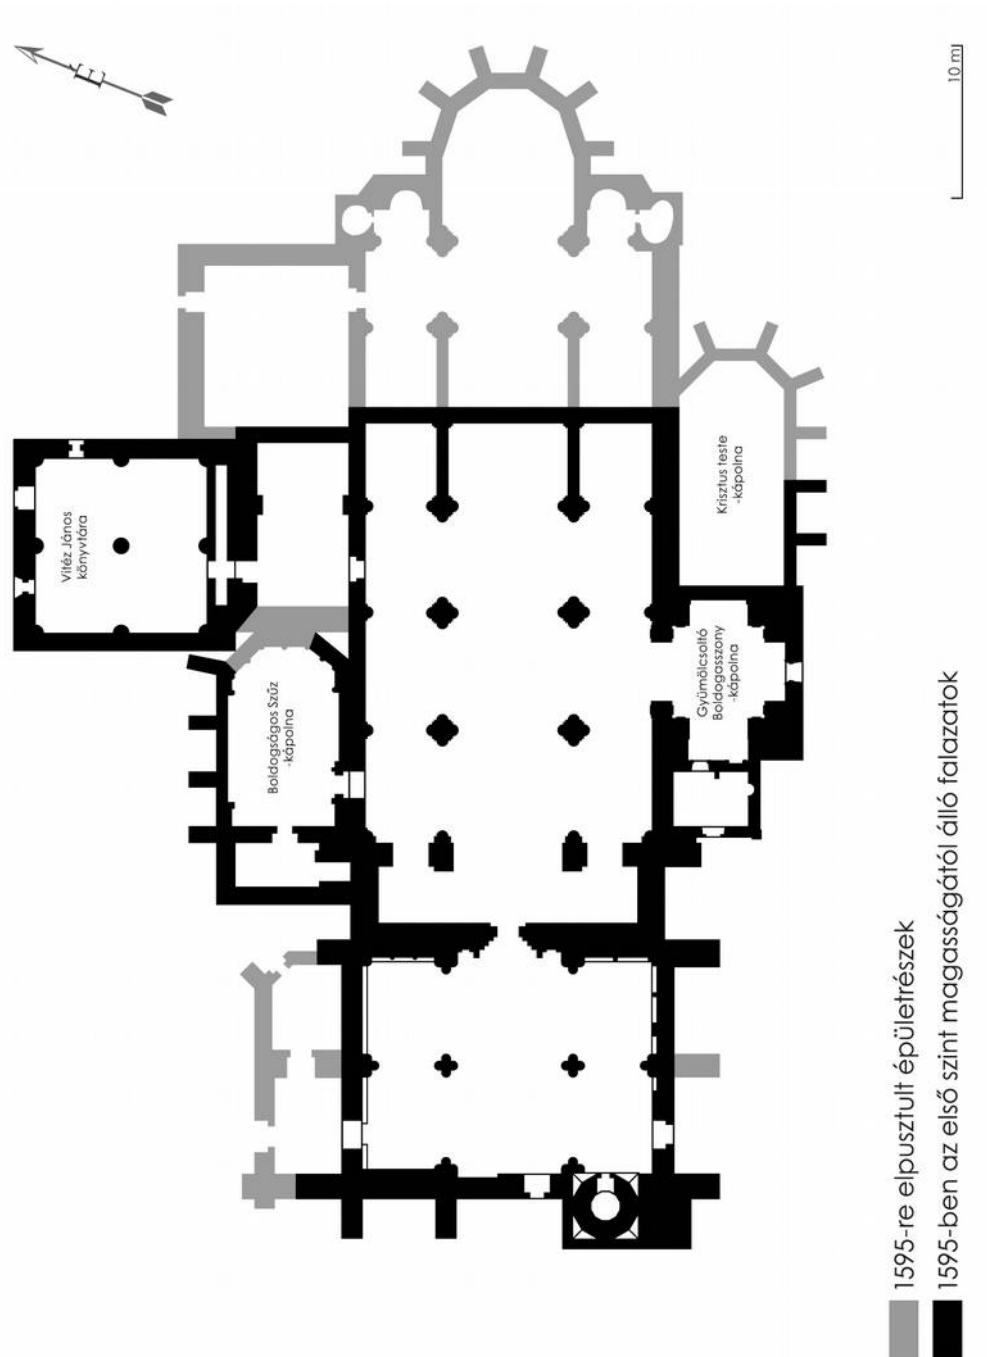 É
10 m
Vitéz János
könyvtára
Krisztus teste
-kápolna
Gyümölcsoltó
Boldogasszony
-kápolna
Boldogságos Szűz
-kápolna
1595-re elpusztult épületrészek
1595-ben az első szint magasságától álló falazatok